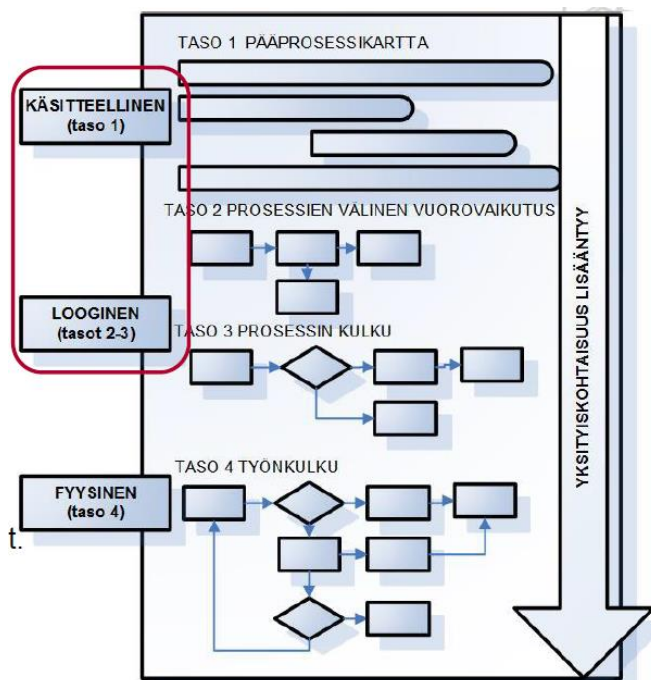 TASO 1 PÄÄPROSESSIKARTTA
KÄSITTEELLINEN
(taso 1)
TASO 2 PROSESSIEN VÄLINEN VUOROVAIKUTUS
LOOGINEN
(tasot 2-3)
TASO 3 PROSESSIN KULKU
TASO 4 TYÖNKULKU
FYYSINEN
(taso 4)
t.
YKSITYISKOHTAISUUS LISÄÄNTYY